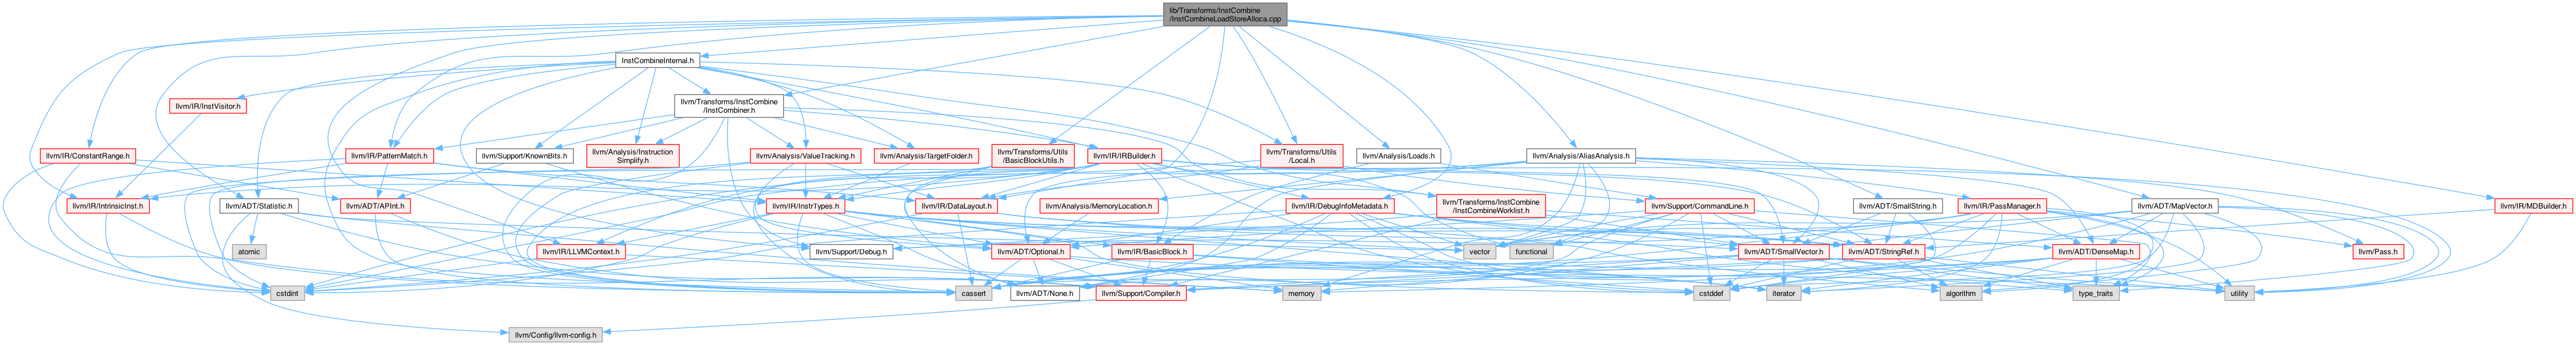 lib/Transforms/InstCombine
/InstCombineLoadStoreAlloca.cpp
InstCombineInternal.h
llvm/IR/InstVisitor.h
llvm/Transforms/InstCombine
/InstCombiner.h
llvm/IR/ConstantRange.h
llvm/IR/PatternMatch.h
llvm/Support/KnownBits.h
llvm/Analysis/Instruction
Simplify.h
llvm/Analysis/ValueTracking.h
llvm/Analysis/TargetFolder.h
llvm/Transforms/Utils
/BasicBlockUtils.h
llvm/IR/IRBuilder.h
llvm/Transforms/Utils
/Local.h
llvm/Analysis/Loads.h
llvm/Analysis/AliasAnalysis.h
llvm/IR/IntrinsicInst.h
llvm/ADT/Statistic.h
llvm/ADT/APInt.h
llvm/IR/InstrTypes.h
llvm/IR/DataLayout.h
llvm/Analysis/MemoryLocation.h
llvm/IR/DebugInfoMetadata.h
llvm/Transforms/InstCombine
/InstCombineWorklist.h
llvm/Support/CommandLine.h
llvm/ADT/SmallString.h
llvm/IR/PassManager.h
llvm/ADT/MapVector.h
llvm/IR/MDBuilder.h
atomic
llvm/IR/LLVMContext.h
llvm/Support/Debug.h
llvm/ADT/Optional.h
llvm/IR/BasicBlock.h
vector
functional
llvm/ADT/SmallVector.h
llvm/ADT/StringRef.h
llvm/ADT/DenseMap.h
llvm/Pass.h
cstdint
cassert
llvm/ADT/None.h
llvm/Support/Compiler.h
memory
cstddef
iterator
algorithm
type_traits
utility
llvm/Config/llvm-config.h